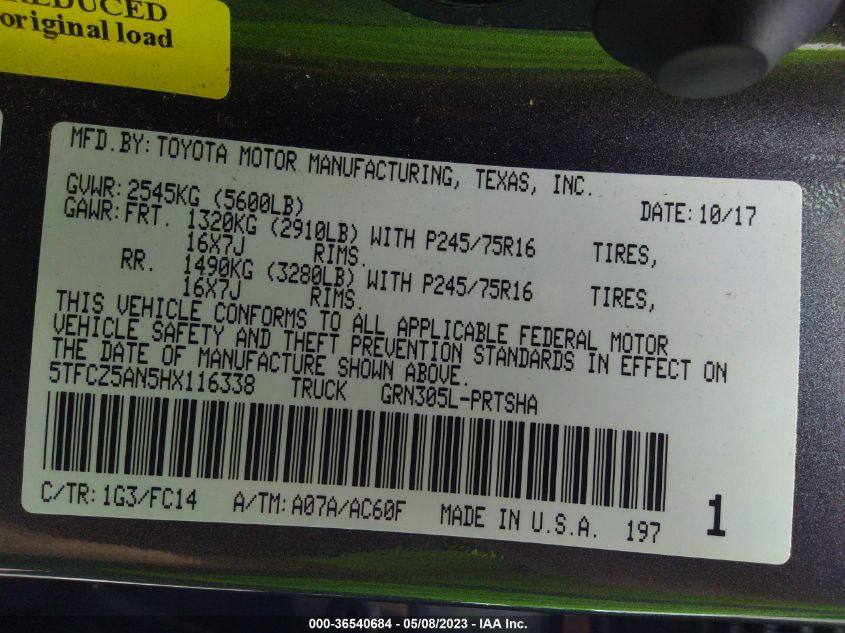 REDUCED
original load
MFD.BY:TOYOTA MOTOR MANUFACTURING, TEXAS, INC.
GVWR:2545KG (5600LB) DATE:10/17
GAWR:FRT. 1320KG (2910LB) WITH P245/75R16 TIRES,
16X7J RIMS.
RR. 1490KG (3280LB) WITH P245/75R16 TIRES,
16X7J RIMS.
THIS VEHICLE CONFORMS TO ALL APPLICABLE FEDERAL MOTOR
VEHICLE SAFETY AND THEFT PREVENTION STANDARDS IN EFFECT ON
THE DATE OF MANUFACTURE SHOWN ABOVE.
5TFCZ5AN5HX116338 TRUCK GRN305L-PRTSHA
C/TR:1G3/FC14 A/TM:A07A/AC60F MADE IN U.S.A. 197 1
000-36540684 - 05/08/2023 - IAA Inc.